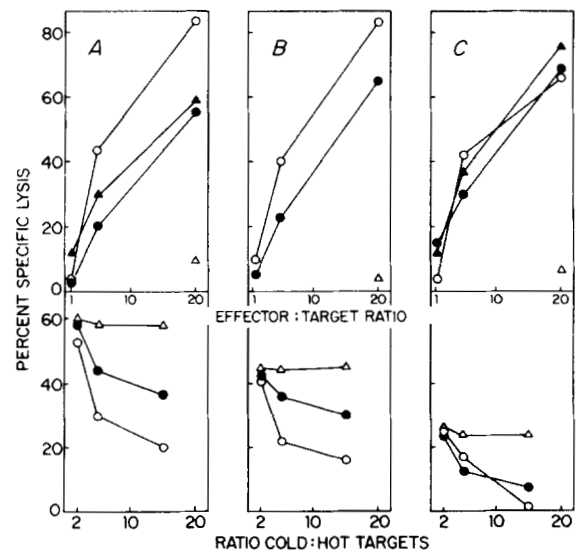 A B C
80
60
40
20
0
PERCENT SPECIFIC LYSIS
1 10 20 1 10 20 1 10 20
EFFECTOR : TARGET RATIO
60
40
20
0
2 10 20 2 10 20 2 10 20
RATIO COLD:HOT TARGETS